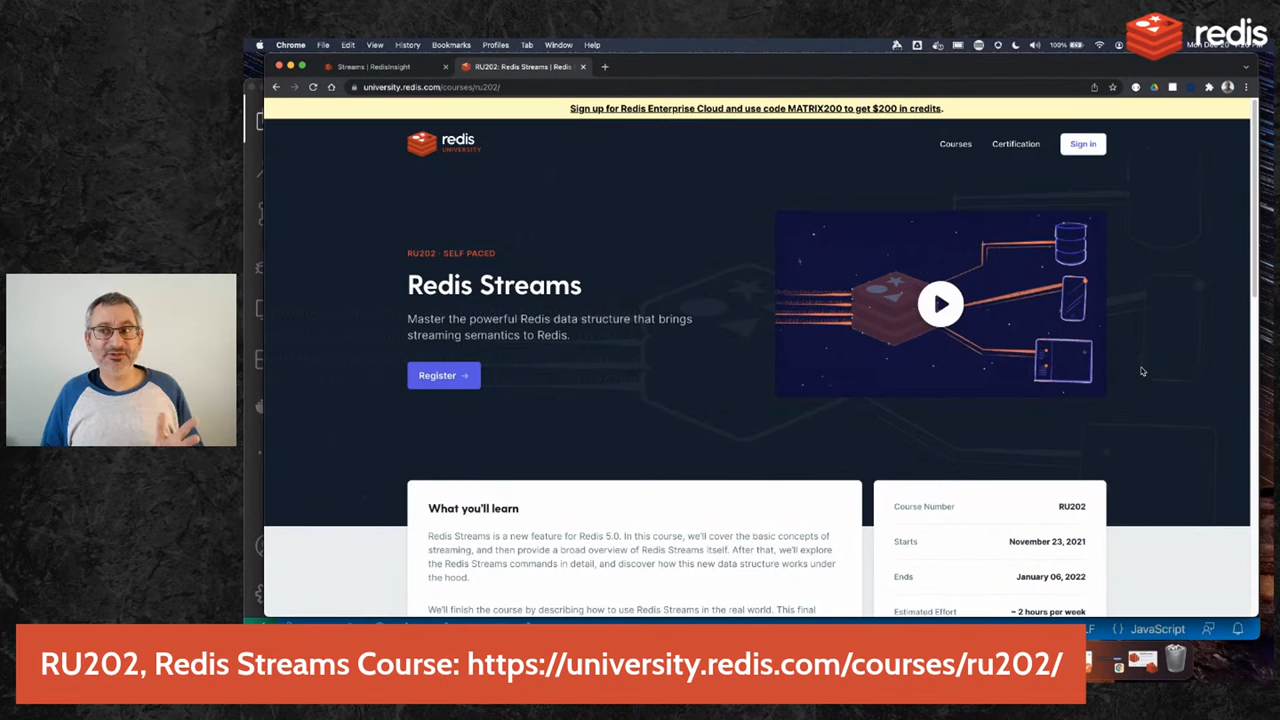 redis
Chrome File Edit View History Bookmarks Profiles Tab Window Help
100%
Mon Dec 20
Streams | RedisInsight
RU202: Redis Streams | Redis
university.redis.com/courses/ru202/
Sign up for Redis Enterprise Cloud and use code MATRIX200 to get $200 in credits.
redis
UNIVERSITY
Courses Certification Sign in
RU202 · SELF PACED
Redis Streams
Master the powerful Redis data structure that brings
streaming semantics to Redis.
Register →
What you'll learn
Redis Streams is a new feature for Redis 5.0. In this course, we'll cover the basic concepts of
streaming, and then provide a broad overview of Redis Streams itself. After that, we'll explore
the Redis Streams commands in detail, and discover how this new data structure works under
the hood.
We'll finish the course by describing how to use Redis Streams in the real world. This final
Course Number RU202
Starts November 23, 2021
Ends January 06, 2022
Estimated Effort ~ 2 hours per week
LF {} JavaScript
RU202, Redis Streams Course: https://university.redis.com/courses/ru202/